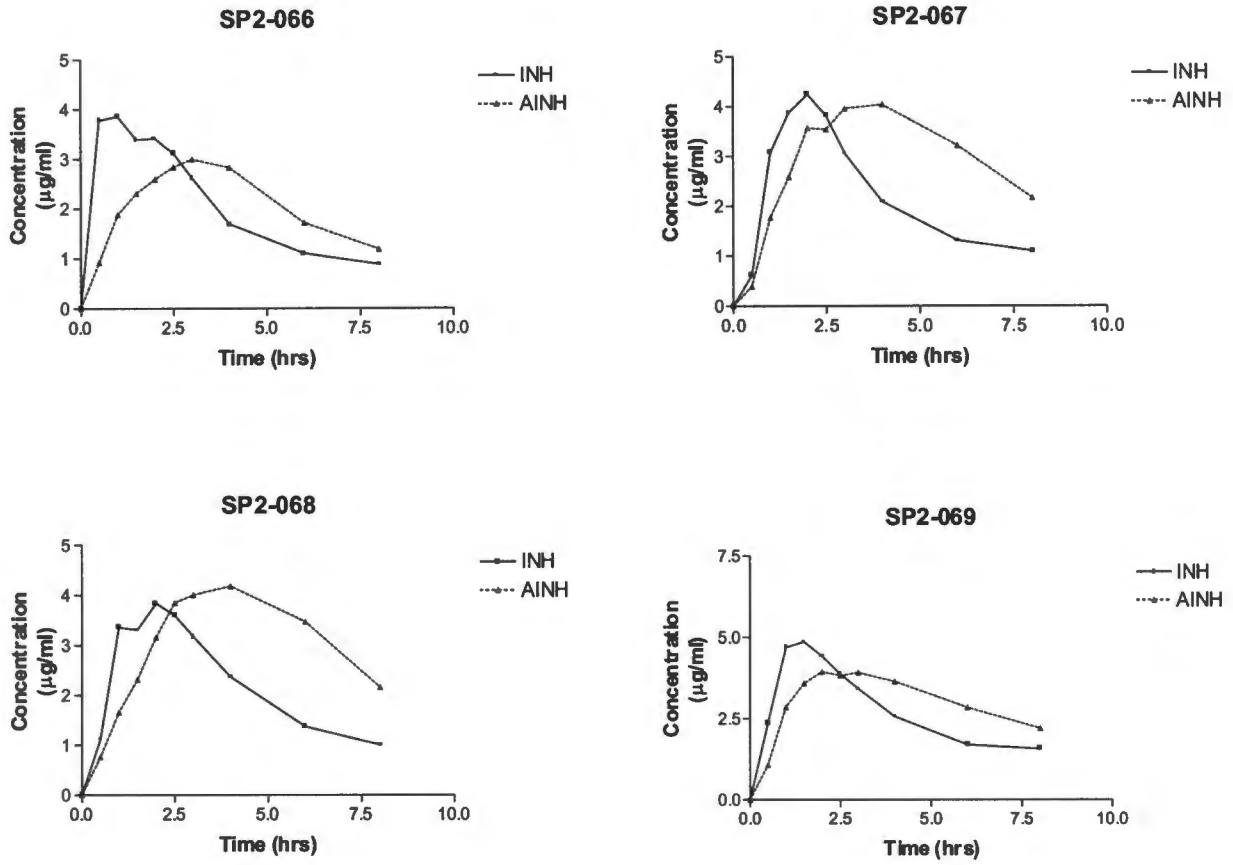 SP2-066
5
4
3
2
1
0
0.0 2.5 5.0 7.5 10.0
Concentration
(μg/ml)
Time (hrs)
INH
AINH
SP2-067
5
4
3
2
1
0
0.0 2.5 5.0 7.5 10.0
Concentration
(μg/ml)
Time (hrs)
INH
AINH
SP2-068
5
4
3
2
1
0
0.0 2.5 5.0 7.5 10.0
Concentration
(μg/ml)
Time (hrs)
INH
AINH
SP2-069
7.5
5.0
2.5
0.0
0.0 2.5 5.0 7.5 10.0
Concentration
(μg/ml)
Time (hrs)
INH
AINH